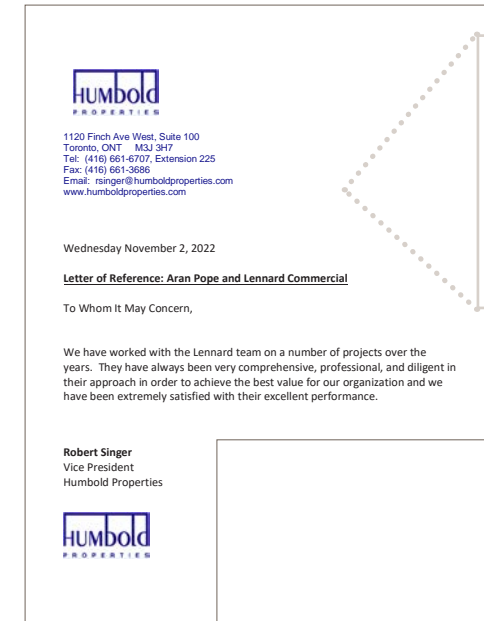 HUMbold
PROPERTIES
1120 Finch Ave West, Suite 100
Toronto, ONT M3J 3H7
Tel: (416) 661-6707, Extension 225
Fax: (416) 661-3686
Email: rsinger@humboldproperties.com
www.humboldproperties.com
Wednesday November 2, 2022
Letter of Reference: Aran Pope and Lennard Commercial
To Whom It May Concern,
We have worked with the Lennard team on a number of projects over the
years. They have always been very comprehensive, professional, and diligent in
their approach in order to achieve the best value for our organization and we
have been extremely satisfied with their excellent performance.
Robert Singer
Vice President
Humbold Properties
HUMbold
PROPERTIES